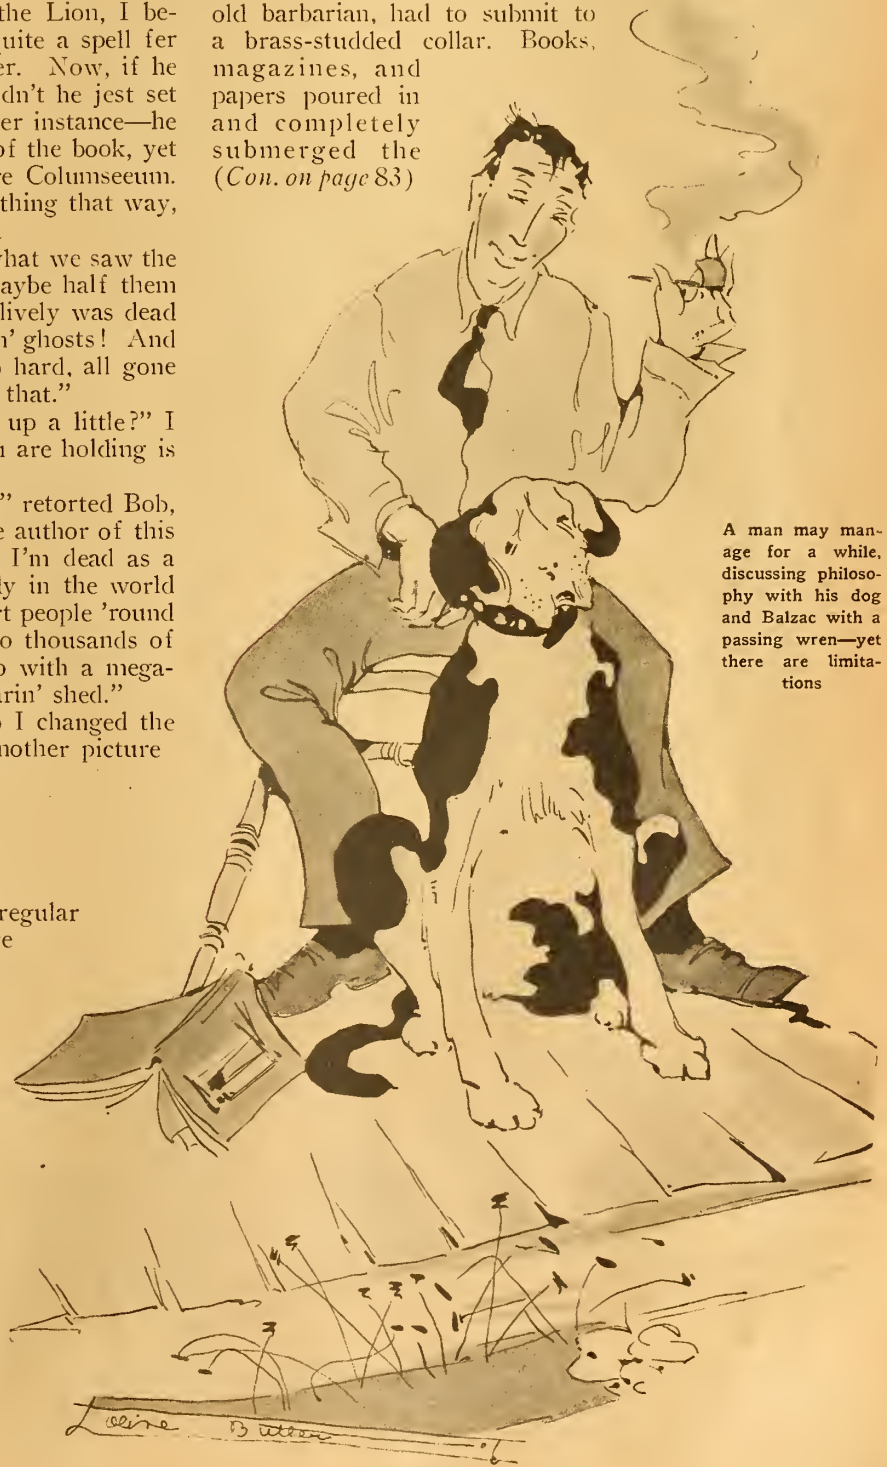 the Lion, I be-
uite a spell fer
er. Now, if he
dn't he jest set
er instance—he
of the book, yet
e Columseeum.
thing that way,
hat we saw the
aybe half them
lively was dead
n' ghosts! And
o hard, all gone
that.”
up a little?” I
are holding is
” retorted Bob,
e author of this
I'm dead as a
ly in the world
rt people 'round
o thousands of
o with a mega-
arin' shed.”
o I changed the
nother picture
regular
e
old barbarian, had to submit to
a brass-studded collar. Books,
magazines, and
papers poured in
and completely
submerged the
(Con. on page 83)
A man may man-
age for a while,
discussing philoso-
phy with his dog
and Balzac with a
passing wren—yet
there are limita-
tions
Butler